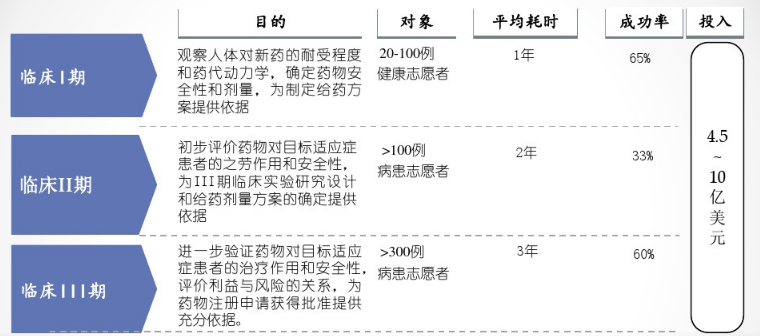 目的 对象 平均耗时 成功率 投入
临床I期
观察人体对新药的耐受程度
和药代动力学，确定药物安
全性和剂量，为制定给药方
案提供依据
20-100例
健康志愿者
1年
65%
临床II期
初步评价药物对目标适应症
患者的之劳作用和安全性，
为III期临床实验研究设计
和给药剂量方案的确定提供
依据
>100例
病患志愿者
2年
33%
临床III期
进一步验证药物对目标适应
症患者的治疗作用和安全性，
评价利益与风险的关系，为
药物注册申请获得批准提供
充分依据。
>300例
病患志愿者
3年
60%
4.5
~
10
亿
美
元